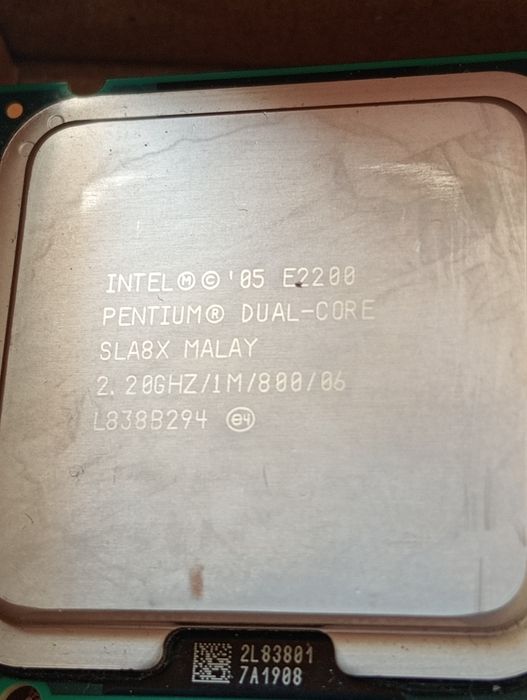 INTEL Ⓜ © '05 E2200
PENTIUM® DUAL-CORE
SLA8X MALAY
2.20GHZ/1M/800/06
L838B294 e4
2L83801
7A1908